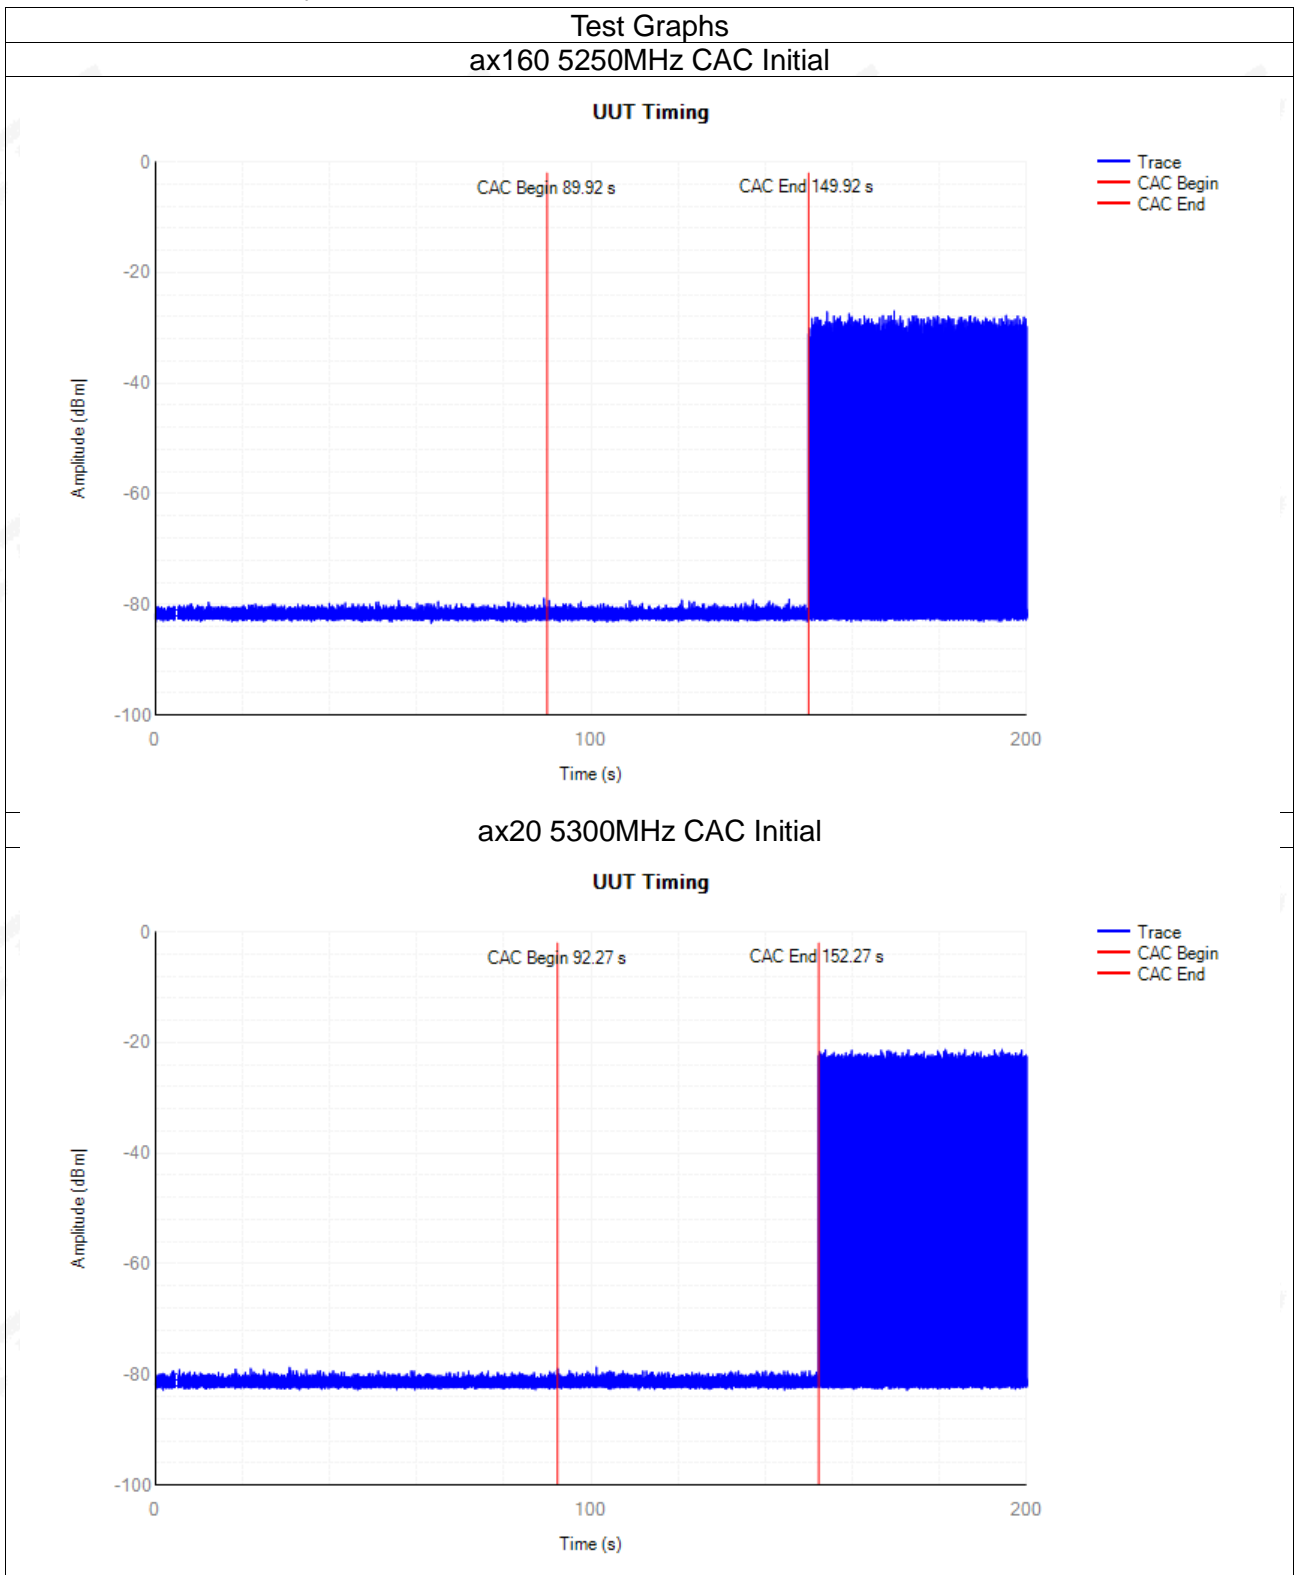 Test Graphs
ax160 5250MHz CAC Initial
UUT Timing
Trace
CAC Begin
CAC End
CAC Begin 89.92 s
CAC End 149.92 s
0
-20
-40
-60
-80
-100
Amplitude [dBm]
0
100
200
Time (s)
ax20 5300MHz CAC Initial
UUT Timing
Trace
CAC Begin
CAC End
CAC Begin 92.27 s
CAC End 152.27 s
0
-20
-40
-60
-80
-100
Amplitude [dBm]
0
100
200
Time (s)